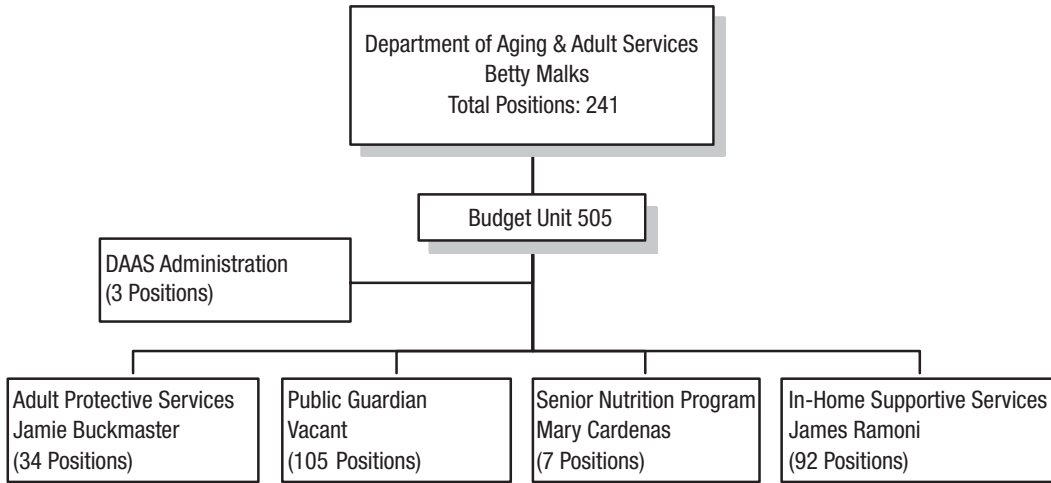 Department of Aging & Adult Services
Betty Malks
Total Positions: 241
Budget Unit 505
DAAS Administration
(3 Positions)
Adult Protective Services
Jamie Buckmaster
(34 Positions)
Public Guardian
Vacant
(105 Positions)
Senior Nutrition Program
Mary Cardenas
(7 Positions)
In-Home Supportive Services
James Ramoni
(92 Positions)